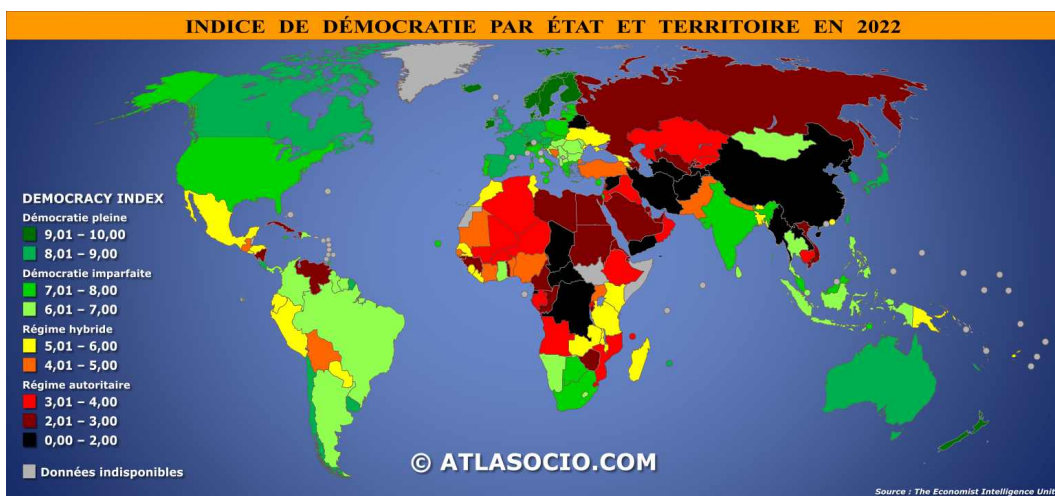 INDICE DE DÉMOCRATIE PAR ÉTAT ET TERRITOIRE EN 2022
DEMOCRACY INDEX
Démocratie pleine
9,01 – 10,00
8,01 – 9,00
Démocratie imparfaite
7,01 – 8,00
6,01 – 7,00
Régime hybride
5,01 – 6,00
4,01 – 5,00
Régime autoritaire
3,01 – 4,00
2,01 – 3,00
0,00 – 2,00
Données indisponibles
© ATLASOCIO.COM
Source : The Economist Intelligence Unit